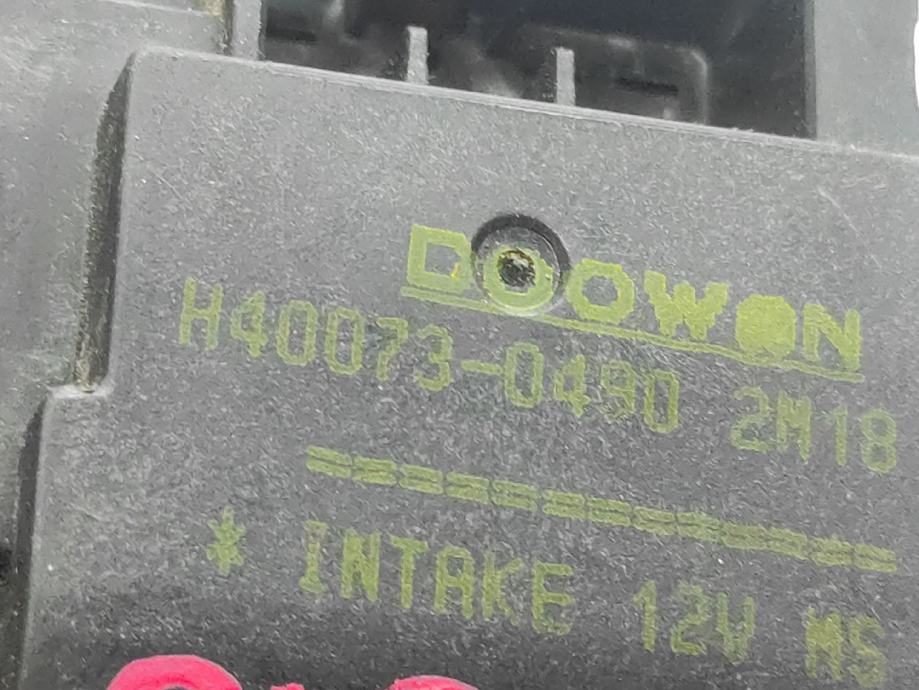 DOOWON
H40073-0490 2M18
==========
* INTAKE 12V MS